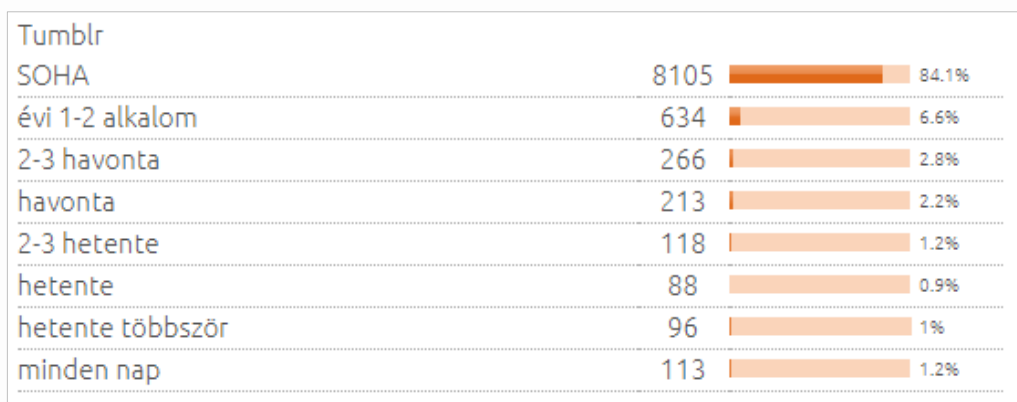 Tumblr
SOHA 8105 84.1%
évi 1-2 alkalom 634 6.6%
2-3 havonta 266 2.8%
havonta 213 2.2%
2-3 hetente 118 1.2%
hetente 88 0.9%
hetente többször 96 1%
minden nap 113 1.2%